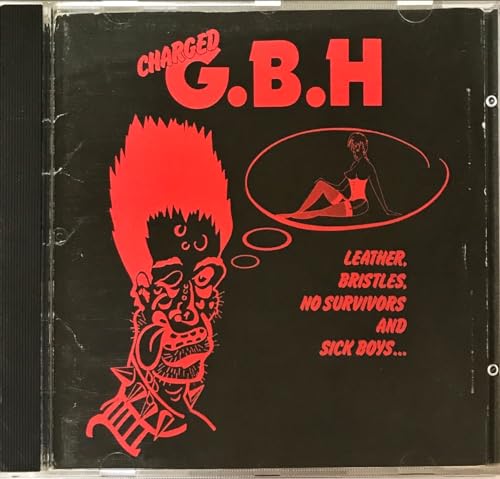 CHARGED
G.B.H
LEATHER,
BRISTLES,
NO SURVIVORS
AND
SICK BOYS...